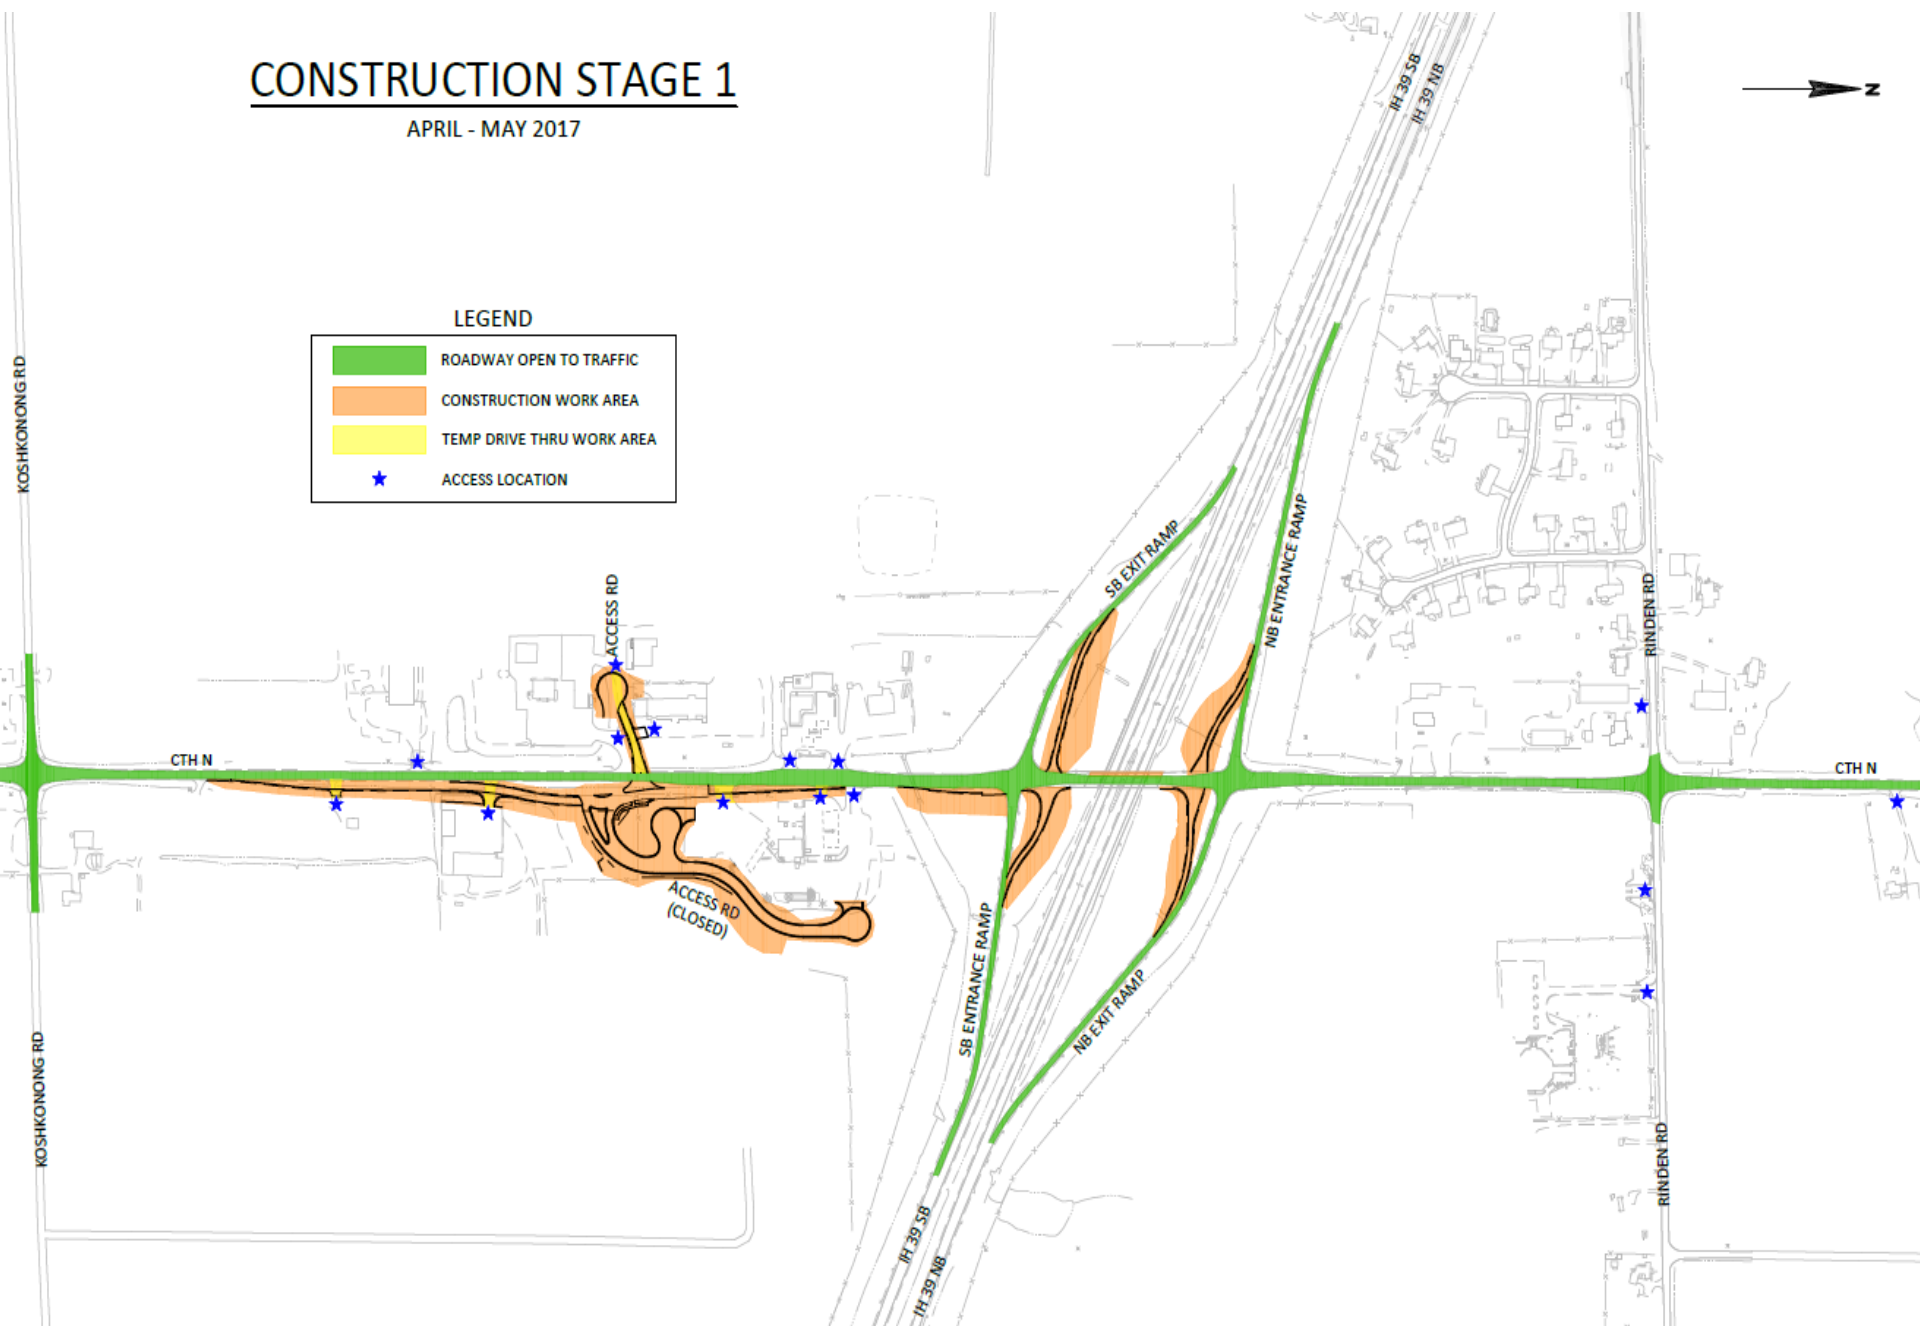 CONSTRUCTION STAGE 1
APRIL - MAY 2017
N
IH 39 SB
IH 39 NB
LEGEND
ROADWAY OPEN TO TRAFFIC
CONSTRUCTION WORK AREA
TEMP DRIVE THRU WORK AREA
ACCESS LOCATION
KOSHKONONG RD
SB EXIT RAMP
NB ENTRANCE RAMP
ACCESS RD
RINDEN RD
CTH N
CTH N
ACCESS RD
(CLOSED)
SB ENTRANCE RAMP
NB EXIT RAMP
KOSHKONONG RD
RINDEN RD
IH 39 SB
IH 39 NB